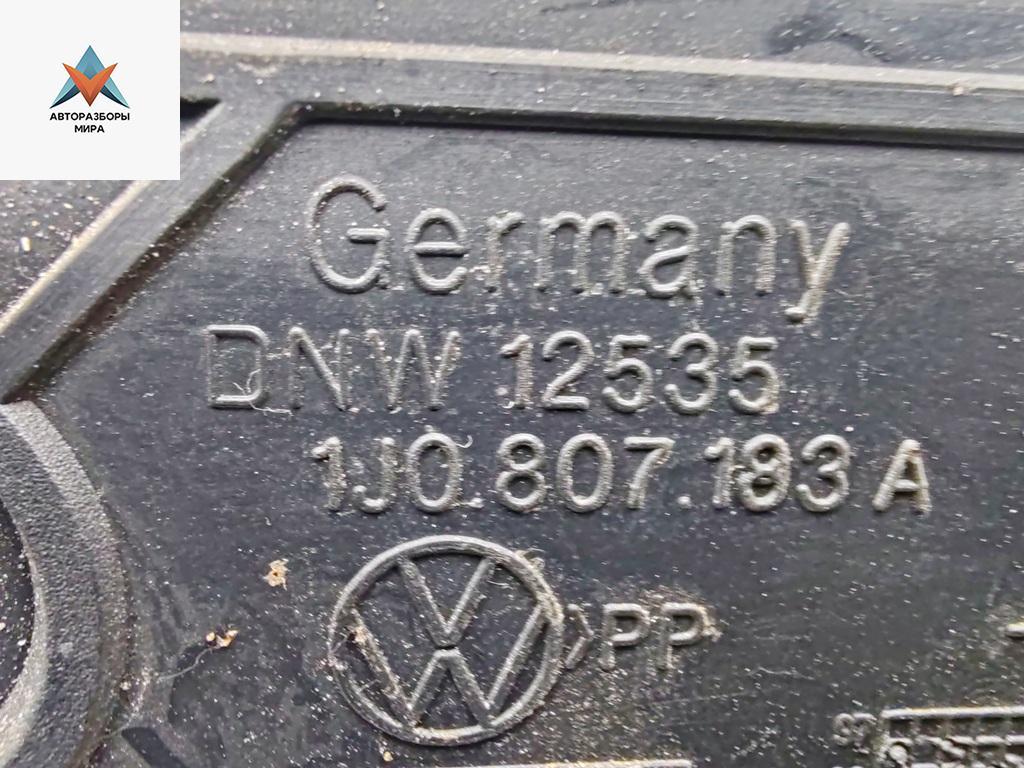 АВТОРАЗБОРЫ
МИРА
Germany
DNW 12535
1J0.807.183 A
>PP